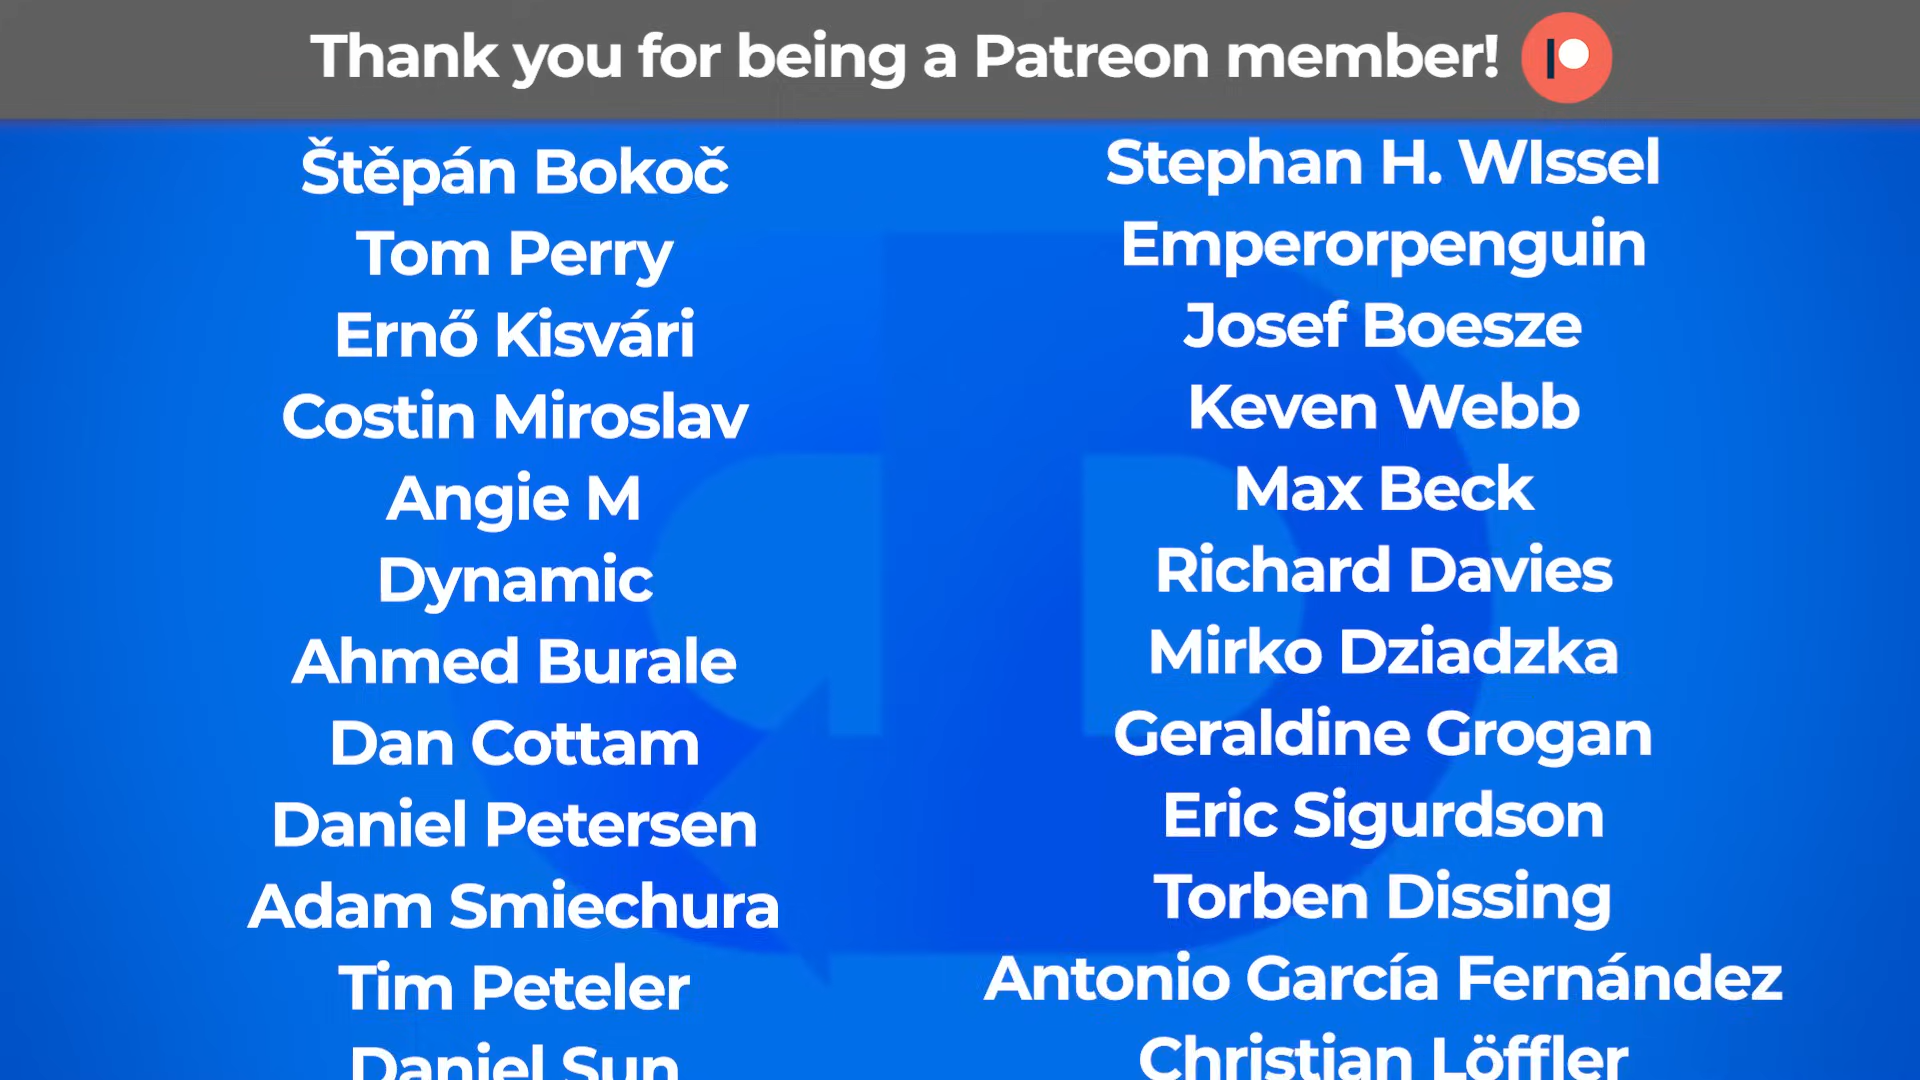 Thank you for being a Patreon member!
Štěpán Bokoč
Tom Perry
Ernő Kisvári
Costin Miroslav
Angie M
Dynamic
Ahmed Burale
Dan Cottam
Daniel Petersen
Adam Smiechura
Tim Peteler
Daniel Sun
Stephan H. WIssel
Emperorpenguin
Josef Boesze
Keven Webb
Max Beck
Richard Davies
Mirko Dziadzka
Geraldine Grogan
Eric Sigurdson
Torben Dissing
Antonio García Fernández
Christian Löffler